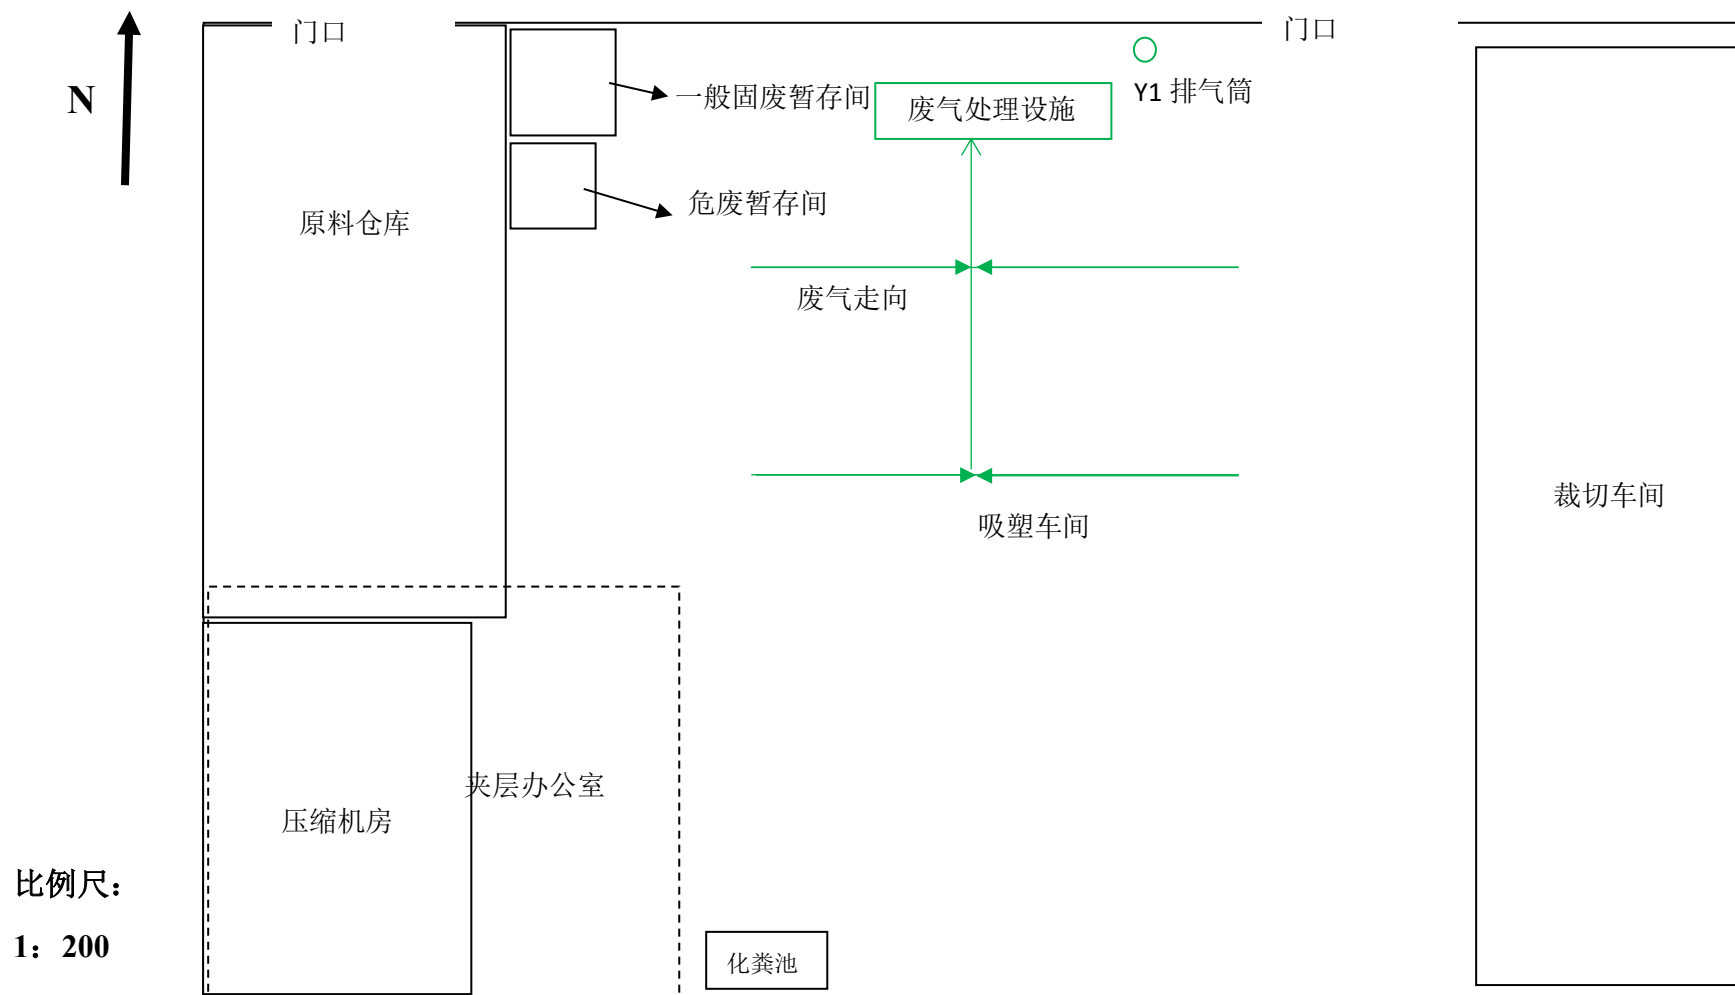 门口
门口
N
一般固废暂存间
废气处理设施
Y1 排气筒
危废暂存间
原料仓库
废气走向
裁切车间
吸塑车间
夹层办公室
压缩机房
比例尺：
1：200
化粪池